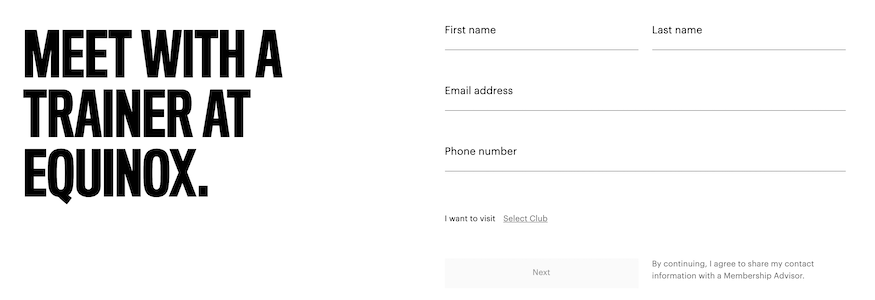 MEET WITH A
TRAINER AT
EQUINOX.
First name
Last name
Email address
Phone number
I want to visit Select Club
Next
By continuing, I agree to share my contact
information with a Membership Advisor.